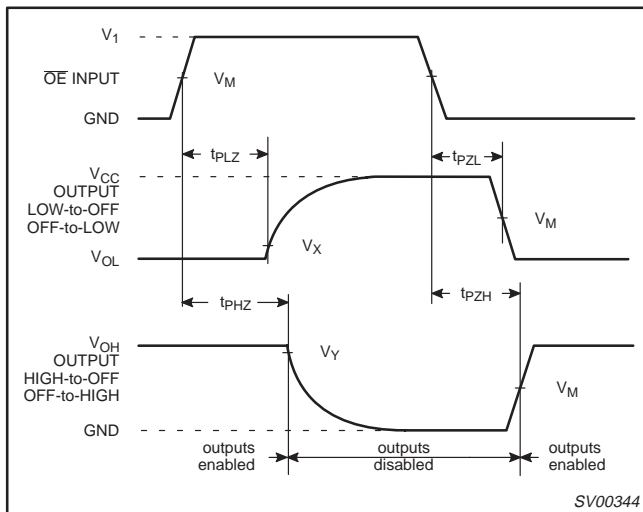 V1
OE INPUT
VM
GND
tPLZ
tPZL
VCC
OUTPUT
LOW-to-OFF
OFF-to-LOW
VM
VX
VOL
tPHZ
tPZH
VOH
OUTPUT
HIGH-to-OFF
OFF-to-HIGH
VY
VM
GND
outputs
enabled
outputs
disabled
outputs
enabled
SV00344